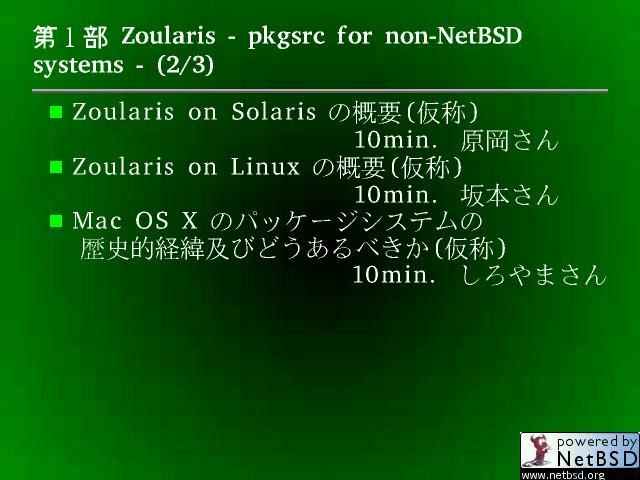 第1部 Zoularis - pkgsrc for non-NetBSD
systems - (2/3)
Zoularis on Solaris の概要(仮称)
10min. 原岡さん
Zoularis on Linux の概要(仮称)
10min. 坂本さん
Mac OS X のパッケージシステムの
歴史的経緯及びどうあるべきか(仮称)
10min. しろやまさん
powered by
NetBSD
www.netbsd.org